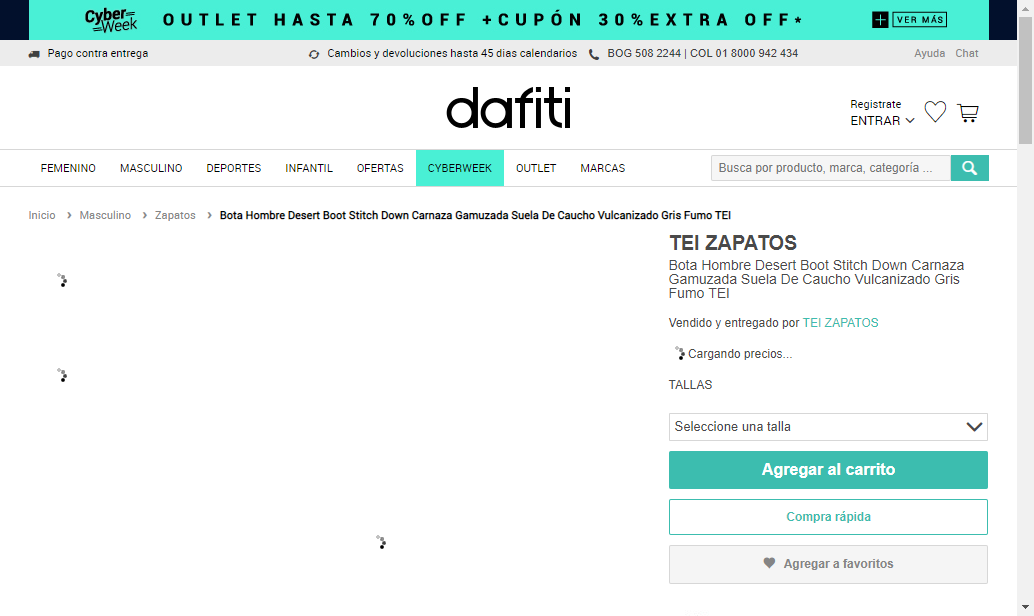 Cyber Week
OUTLET HASTA 70%OFF +CUPÓN 30%EXTRA OFF*
VER MÁS
Pago contra entrega
Cambios y devoluciones hasta 45 dias calendarios
BOG 508 2244 | COL 01 8000 942 434
Ayuda Chat
dafiti
Registrate
ENTRAR
FEMENINO MASCULINO DEPORTES INFANTIL OFERTAS CYBERWEEK OUTLET MARCAS
Busca por producto, marca, categoría ...
Inicio › Masculino › Zapatos › Bota Hombre Desert Boot Stitch Down Carnaza Gamuzada Suela De Caucho Vulcanizado Gris Fumo TEI
TEI ZAPATOS
Bota Hombre Desert Boot Stitch Down Carnaza
Gamuzada Suela De Caucho Vulcanizado Gris
Fumo TEI
Vendido y entregado por TEI ZAPATOS
Cargando precios...
TALLAS
Seleccione una talla
Agregar al carrito
Compra rápida
Agregar a favoritos